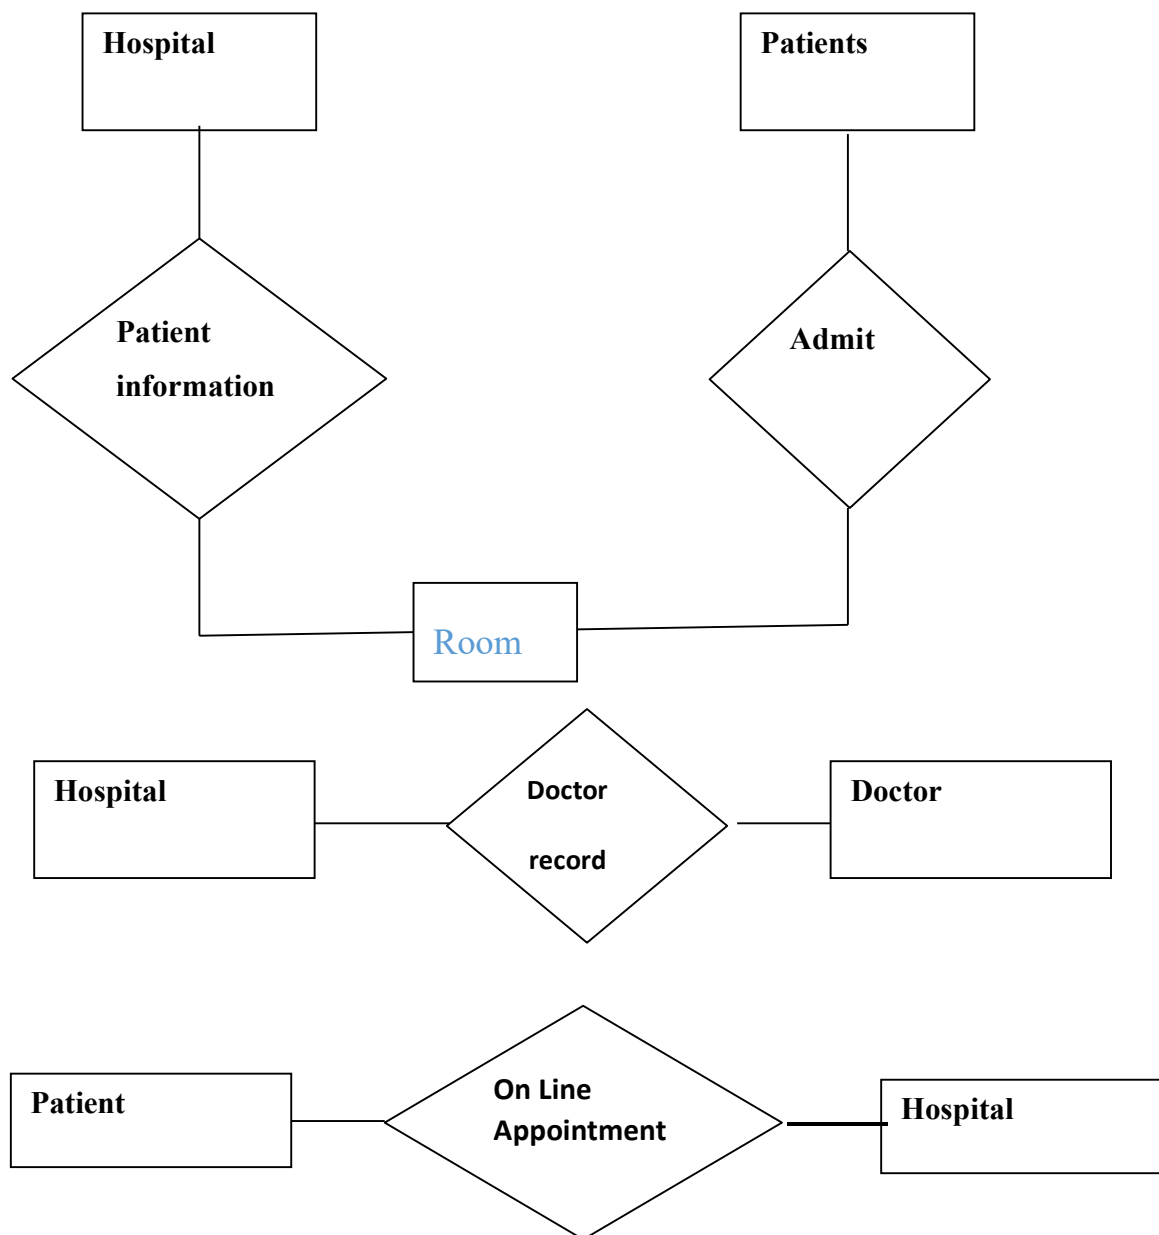 Hospital
Patients
Patient
information
Admit
Room
Hospital
Doctor
record
Doctor
Patient
On Line
Appointment
Hospital